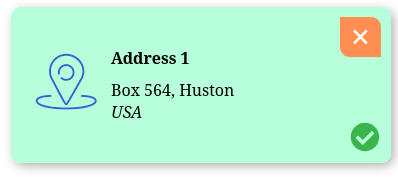 Address 1
Box 564, Huston
USA